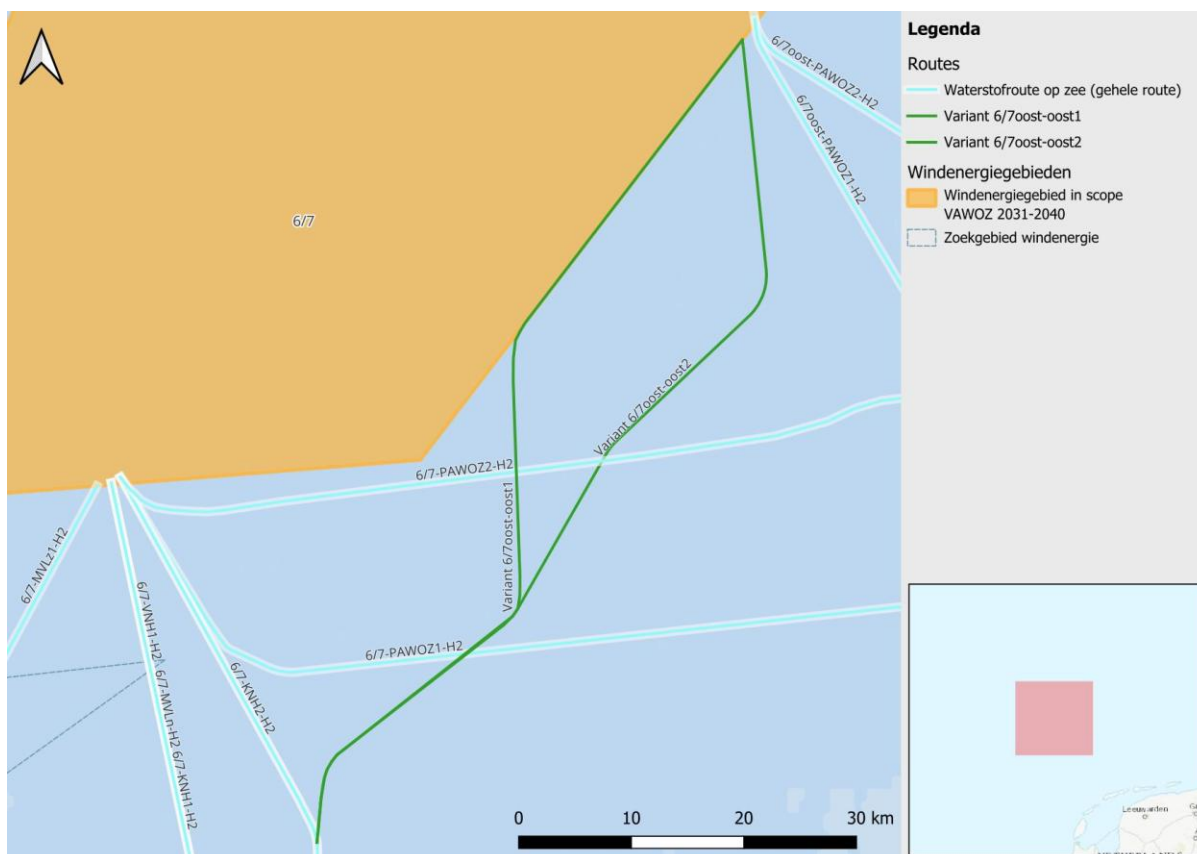 6/7oost-PAWOZ2-H2
6/7oost-PAWOZ1-H2
6/7
Variant 6/7oost-oost2
6/7-PAWOZ2-H2
Variant 6/7oost-oost1
6/7-MVLz1-H2
6/7-VNH1-H2 6/7-MVLn-H2 6/7-KNH1-H2
6/7-KNH2-H2
6/7-PAWOZ1-H2
0 10 20 30 km
Legenda
Routes
Waterstofroute op zee (gehele route)
Variant 6/7oost-oost1
Variant 6/7oost-oost2
Windenergiegebieden
Windenergiegebied in scope
VAWOZ 2031-2040
Zoekgebied windenergie
Leeuwarden